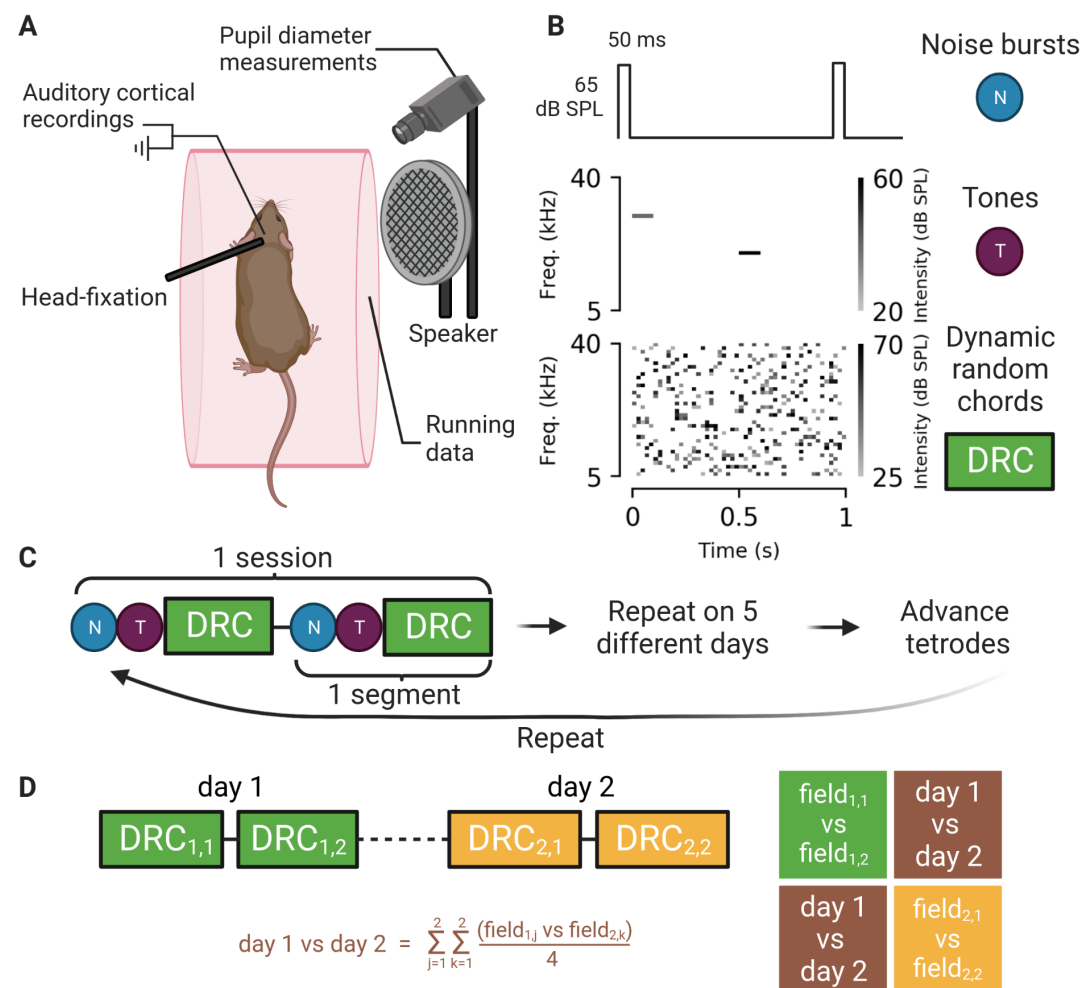 A
Pupil diameter
measurements
Auditory cortical
recordings
Head-fixation
Speaker
Running
data
B
50 ms
65
dB SPL
Noise bursts
N
40
Freq. (kHz)
5
60
Intensity (dB SPL)
20
Tones
T
40
Freq. (kHz)
5
70
Intensity (dB SPL)
25
Dynamic
random
chords
DRC
0 0.5 1
Time (s)
C
1 session
N T DRC N T DRC
1 segment
Repeat on 5
different days
Advance
tetrodes
Repeat
D
day 1
day 2
DRC1,1 DRC1,2 DRC2,1 DRC2,2
day 1 vs day 2 = 2∑j=1 2∑k=1 (field1,j vs field2,k)
4
field1,1
vs
field1,2
day 1
vs
day 2
day 1
vs
day 2
field2,1
vs
field2,2